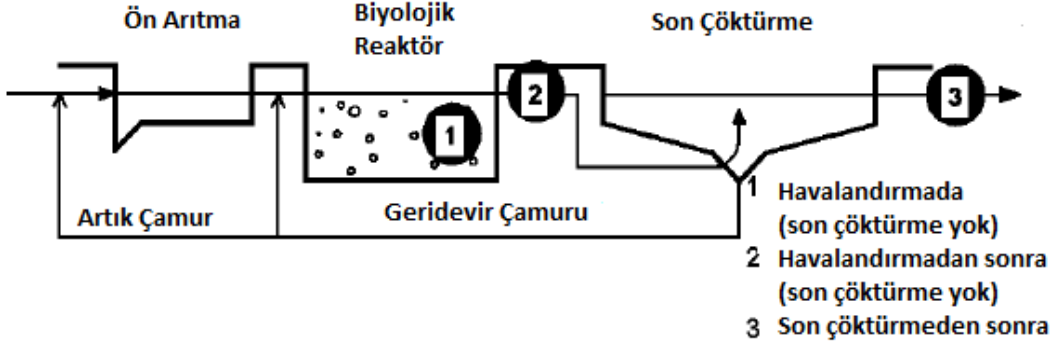 Ön Arıtma
Biyolojik
Reaktör
Son Çöktürme
1
2
3
Artık Çamur
Geridevir Çamuru
1 Havalandırmada
(son çöktürme yok)
2 Havalandırmadan sonra
(son çöktürme yok)
3 Son çöktürmeden sonra